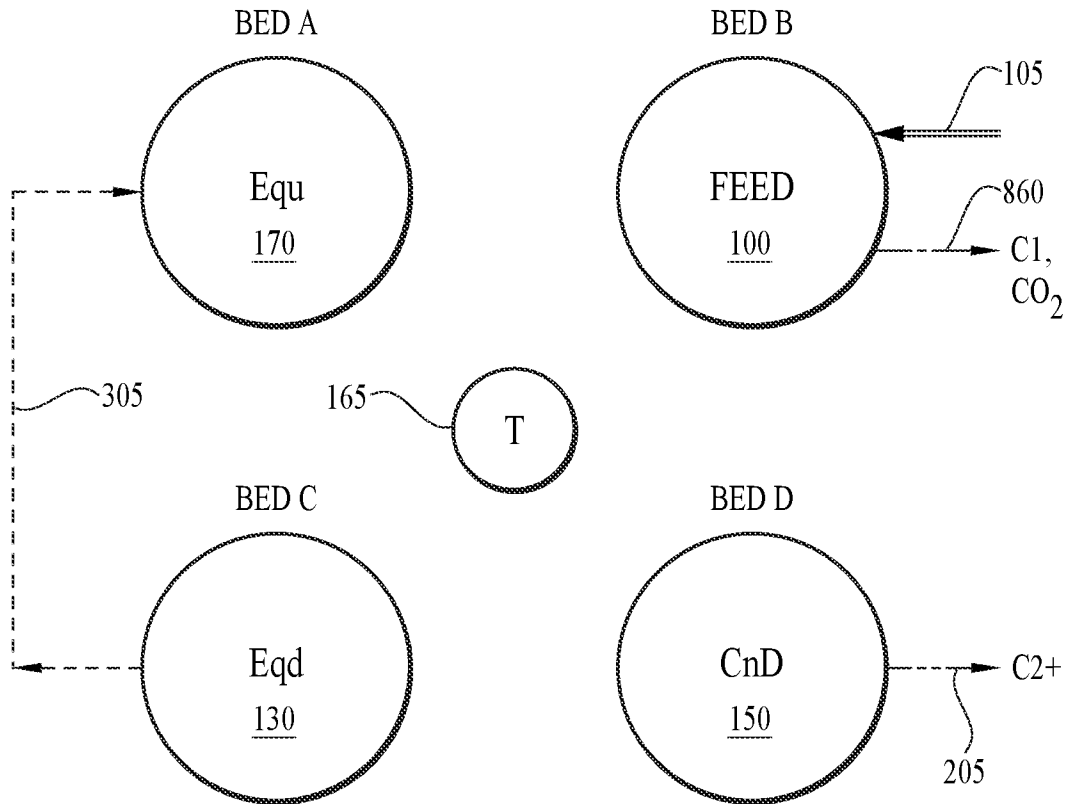 BED A
BED B
105
Equ
170
FEED
100
860
C1,
CO2
305
165
T
BED C
BED D
Eqd
130
CnD
150
C2+
205